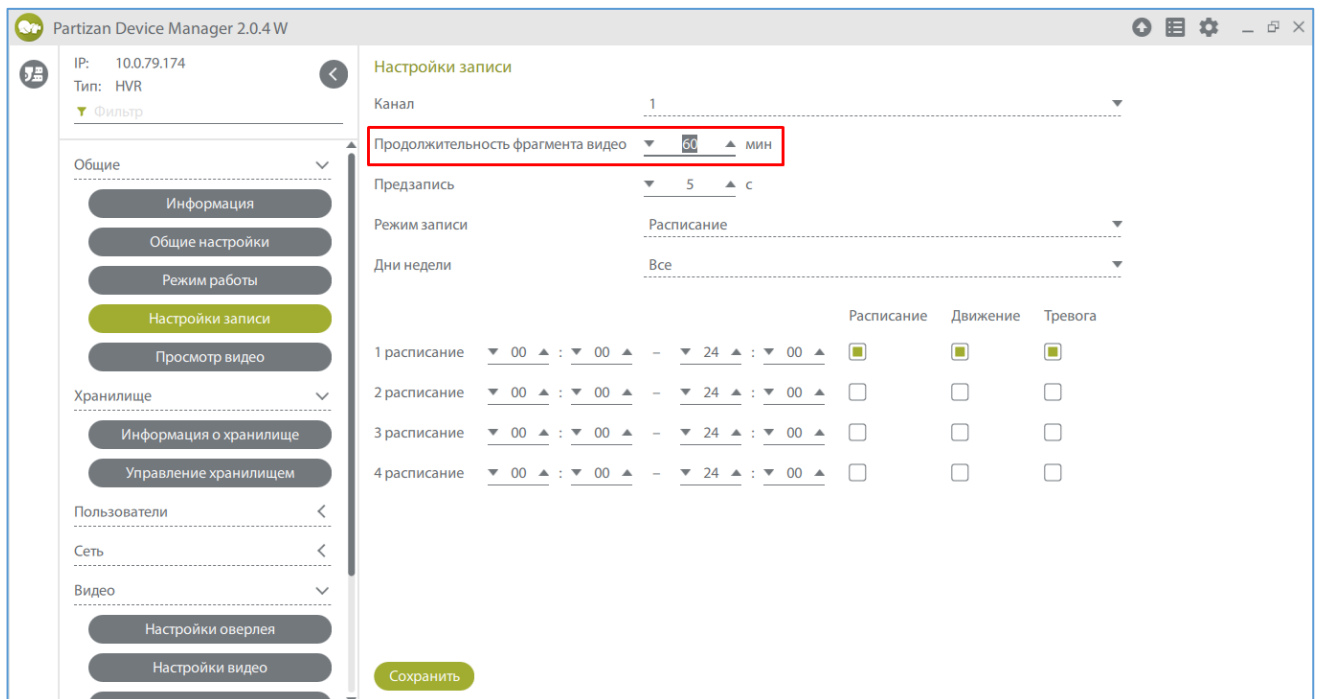 Partizan Device Manager 2.0.4 W
IP: 10.0.79.174
Тип: HVR
Фильтр
Общие
Информация
Общие настройки
Режим работы
Настройки записи
Просмотр видео
Хранилище
Информация о хранилище
Управление хранилищем
Пользователи
Сеть
Видео
Настройки оверлея
Настройки видео
Настройки записи
Канал 1
Продолжительность фрагмента видео 60 мин
Предзапись 5 с
Режим записи Расписание
Дни недели Все
Расписание Движение Тревога
1 расписание 00 : 00 – 24 : 00
2 расписание 00 : 00 – 24 : 00
3 расписание 00 : 00 – 24 : 00
4 расписание 00 : 00 – 24 : 00
Сохранить